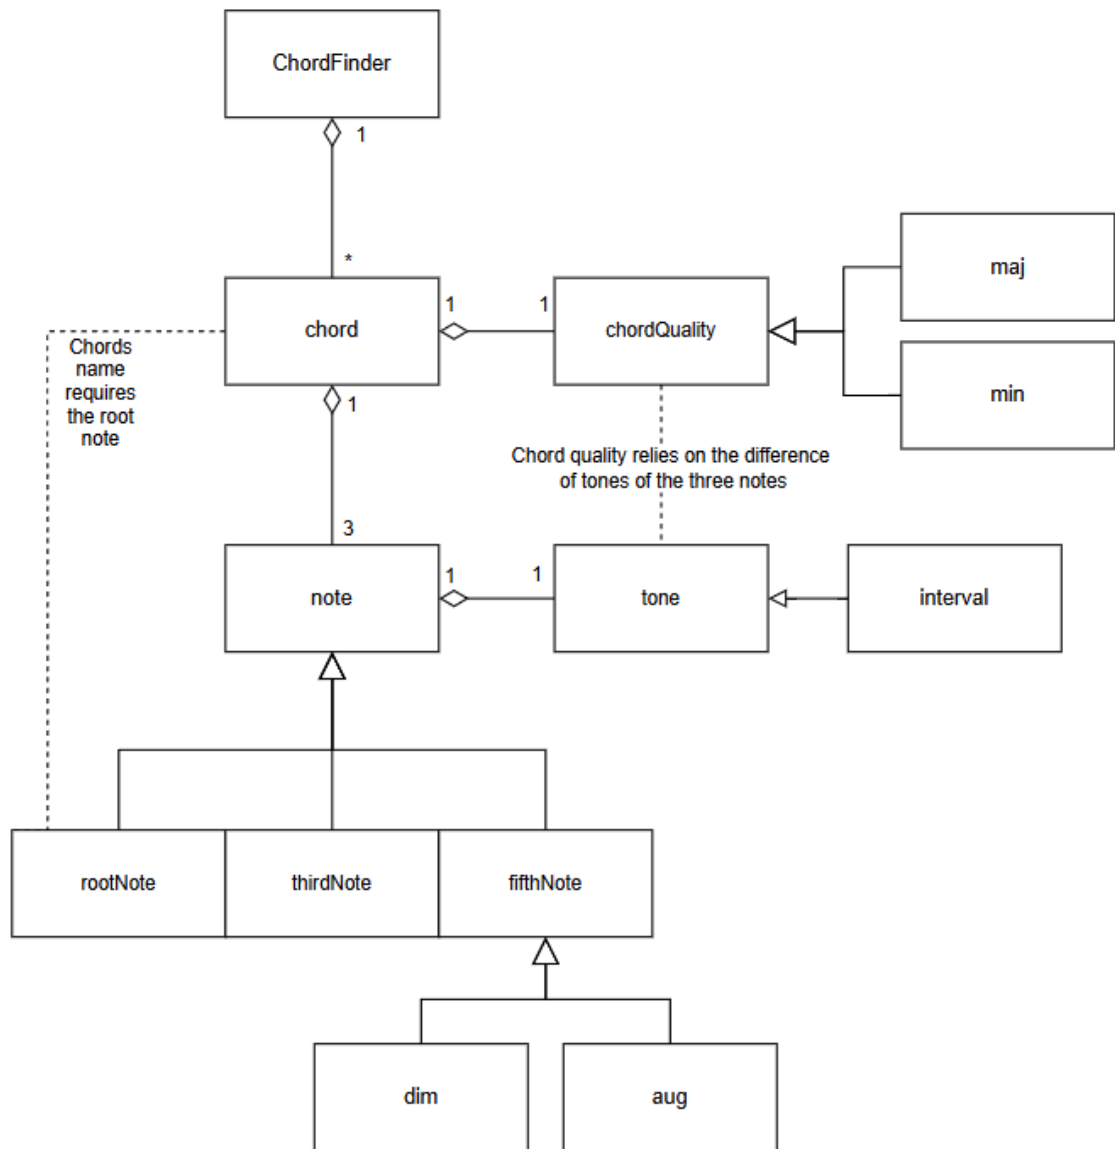 ChordFinder
1
*
chord
1
1
chordQuality
maj
min
Chords
name
requires
the root
note
1
Chord quality relies on the difference
of tones of the three notes
3
note
1
1
tone
interval
rootNote
thirdNote
fifthNote
dim
aug